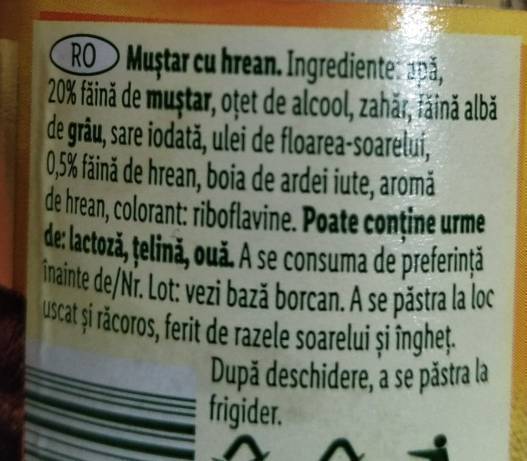 RO Muștar cu hrean. Ingrediente: apă,
20% făină de muștar, oțet de alcool, zahăr, făină albă
de grâu, sare iodată, ulei de floarea-soarelui,
0,5% făină de hrean, boia de ardei iute, aromă
de hrean, colorant: riboflavine. Poate conține urme
de: lactoză, țelină, ouă. A se consuma de preferință
înainte de/Nr. Lot: vezi bază borcan. A se păstra la loc
uscat și răcoros, ferit de razele soarelui și îngheț.
După deschidere, a se păstra la
frigider.